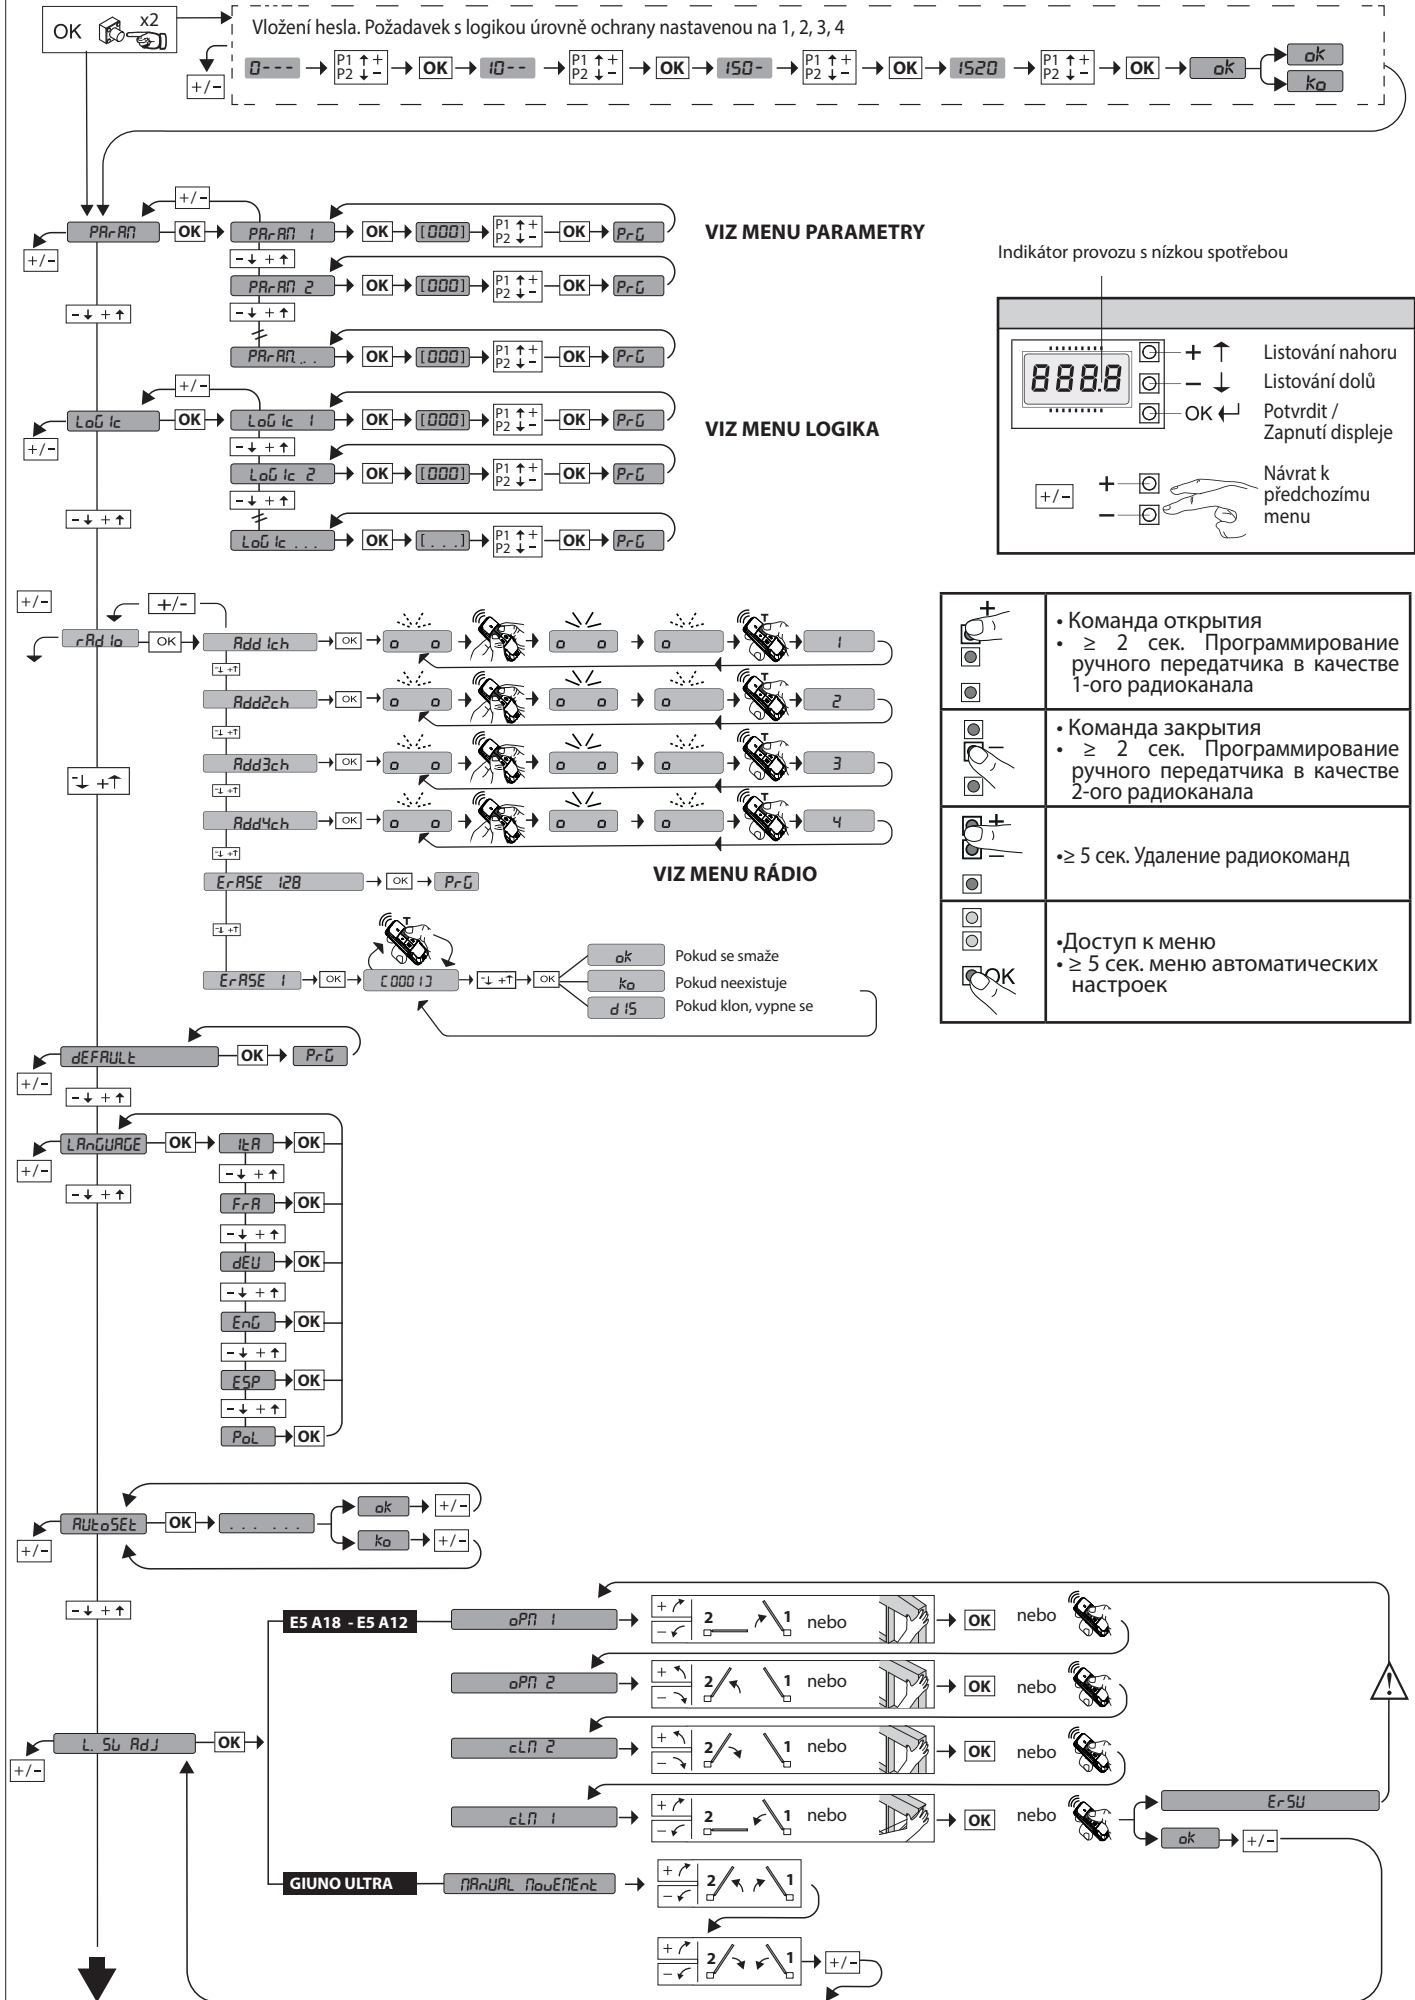 OK x2
Vložení hesla. Požadavek s logikou úrovně ochrany nastavenou na 1, 2, 3, 4
+/-
0--- P1 ↑ + P2 ↓ - OK 10-- P1 ↑ + P2 ↓ - OK 150- P1 ↑ + P2 ↓ - OK 1520 P1 ↑ + P2 ↓ - OK ok ok
ko
+/-
PArAM OK PArAM 1 OK [000] P1 ↑ + P2 ↓ - OK PrG VIZ MENU PARAMETRY
+/-
- ↓ + ↑
PArAM 2 OK [000] P1 ↑ + P2 ↓ - OK PrG
- ↓ + ↑ - ↓ + ↑
PArAM... OK [000] P1 ↑ + P2 ↓ - OK PrG
+/-
LoGIc OK LoGIc 1 OK [000] P1 ↑ + P2 ↓ - OK PrG VIZ MENU LOGIKA
+/-
- ↓ + ↑
LoGIc 2 OK [000] P1 ↑ + P2 ↓ - OK PrG
- ↓ + ↑ - ↓ + ↑
LoGIc ... OK [...] P1 ↑ + P2 ↓ - OK PrG
Indikátor provozu s nízkou spotřebou
888.8
+ ↑ Listování nahoru
- ↓ Listování dolů
OK Potvrdit /
Zapnutí displeje
+/- + - Návrat k
předchozímu
menu
+/- +/-
rAdIo OK Add1ch OK o o o o o T 1
-↓ +↑
Add2ch OK o o o o o T 2
-↓ +↑
Add3ch OK o o o o o T 3
-↓ +↑ -↓ +↑
Add4ch OK o o o o o T 4
-↓ +↑
VIZ MENU RÁDIO
ErASE 128 OK PrG
-↓ +↑
T
ErASE 1 OK [0001] -↓ +↑ OK
ok Pokud se smaže
ko Pokud neexistuje
dIS Pokud klon, vypne se
+
• Команда открытия
• ≥ 2 сек. Программирование
ручного передатчика в качестве
1-ого радиоканала
–
• Команда закрытия
• ≥ 2 сек. Программирование
ручного передатчика в качестве
2-ого радиоканала
+
–
•≥ 5 сек. Удаление радиокоманд
OK
•Доступ к меню
• ≥ 5 сек. меню автоматических
настроек
dEFAULt OK PrG
+/-
- ↓ + ↑
LAnGUAGE OK ItA OK
+/-
- ↓ + ↑ - ↓ + ↑
FrA OK
- ↓ + ↑
dEU OK
- ↓ + ↑
EnG OK
- ↓ + ↑
ESP OK
- ↓ + ↑
PoL OK
AUtoSEt OK ... ... ok +/-
ko +/-
+/-
- ↓ + ↑
E5 A18 - E5 A12 oPM 1 + - 2 1 nebo OK nebo
oPM 2 + - 2 1 nebo OK nebo
L. SU AdJ OK
+/-
cLM 2 + - 2 1 nebo OK nebo
cLM 1 + - 2 1 nebo OK nebo
ErSU
ok +/-
!
GIUNO ULTRA MAnUAL MovEMEnt + - 2 1
+ - 2 1 +/-